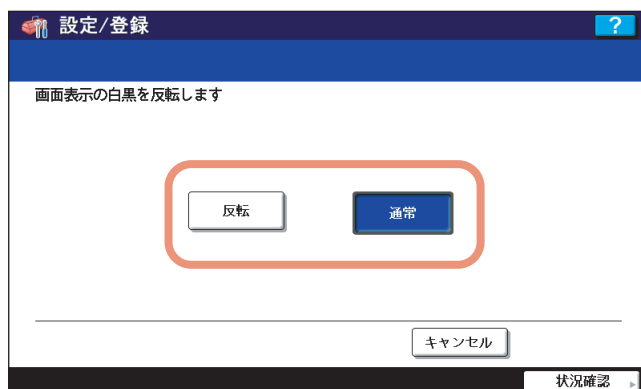 設定/登録
?
画面表示の白黒を反転します
反転
通常
キャンセル
状況確認